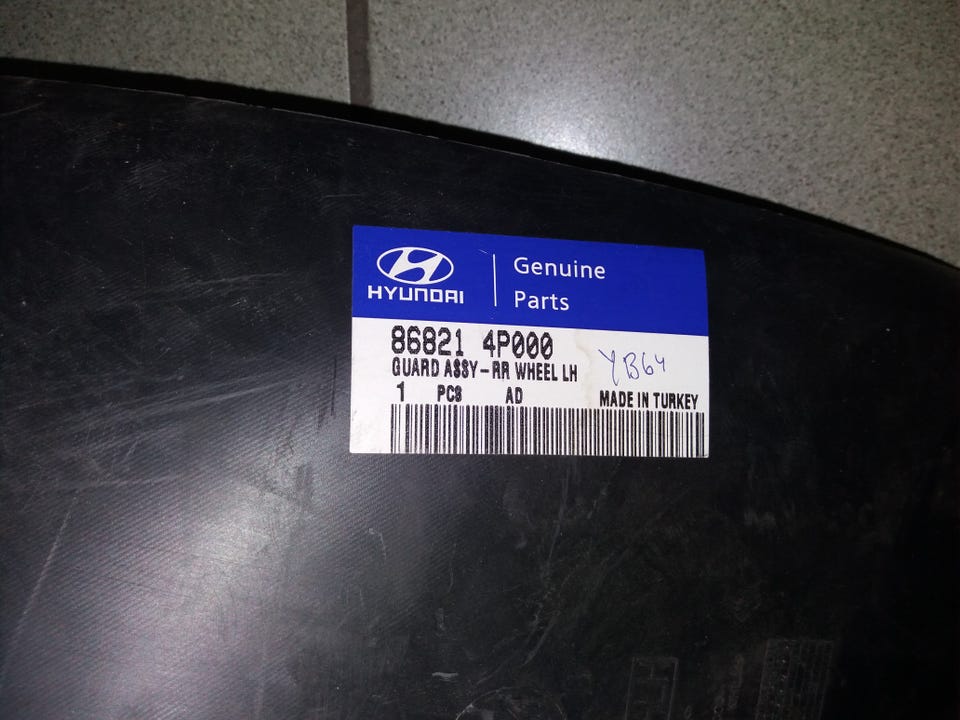 HYUNDAI
Genuine
Parts
86821 4P000
GUARD ASSY-RR WHEEL LH
YB64
1 PCS AD MADE IN TURKEY